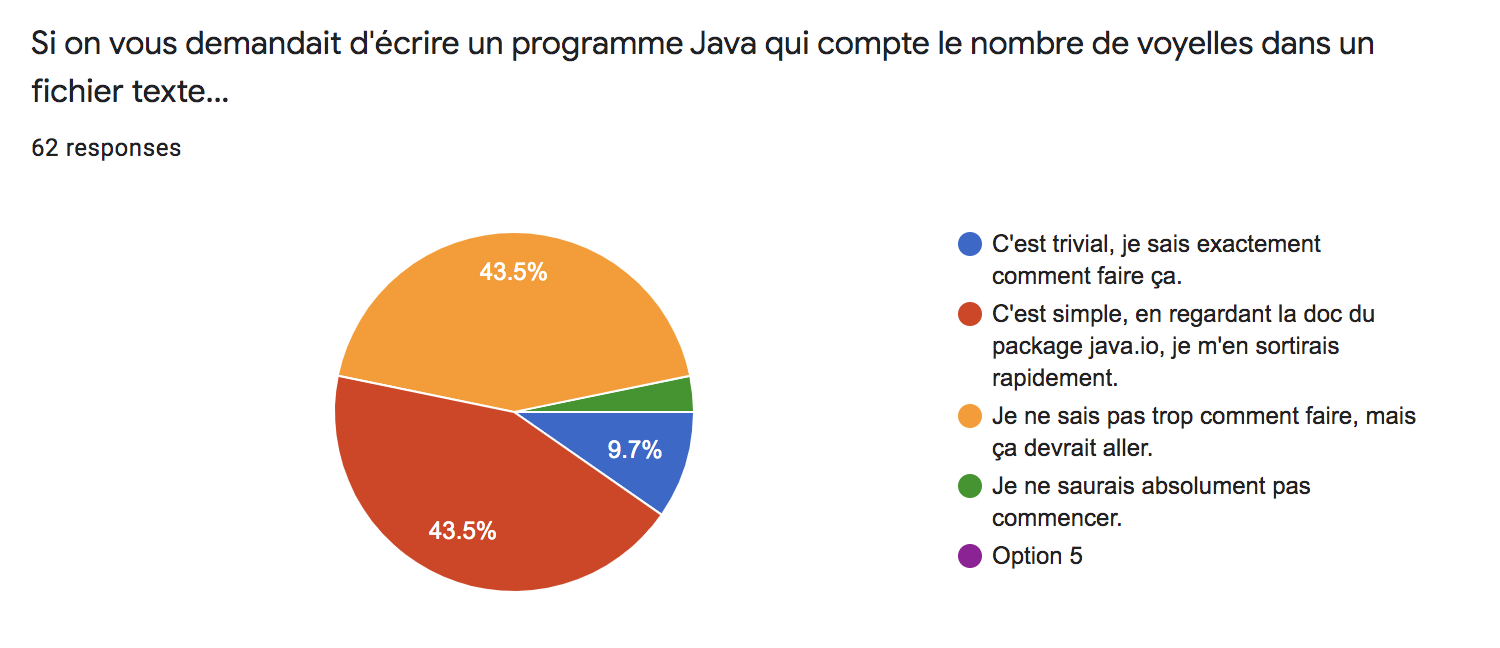 Si on vous demandait d'écrire un programme Java qui compte le nombre de voyelles dans un
fichier texte...
62 responses
43.5%
9.7%
43.5%
C'est trivial, je sais exactement
comment faire ça.
C'est simple, en regardant la doc du
package java.io, je m'en sortirais
rapidement.
Je ne sais pas trop comment faire, mais
ça devrait aller.
Je ne saurais absolument pas
commencer.
Option 5